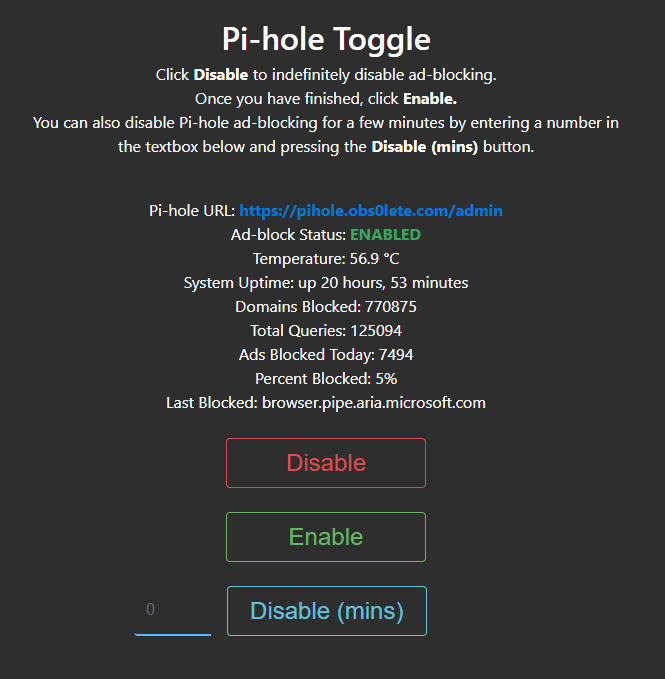 Pi-hole Toggle
Click Disable to indefinitely disable ad-blocking.
Once you have finished, click Enable.
You can also disable Pi-hole ad-blocking for a few minutes by entering a number in
the textbox below and pressing the Disable (mins) button.
Pi-hole URL: https://pihole.obs0lete.com/admin
Ad-block Status: ENABLED
Temperature: 56.9 °C
System Uptime: up 20 hours, 53 minutes
Domains Blocked: 770875
Total Queries: 125094
Ads Blocked Today: 7494
Percent Blocked: 5%
Last Blocked: browser.pipe.aria.microsoft.com
Disable
Enable
0 Disable (mins)